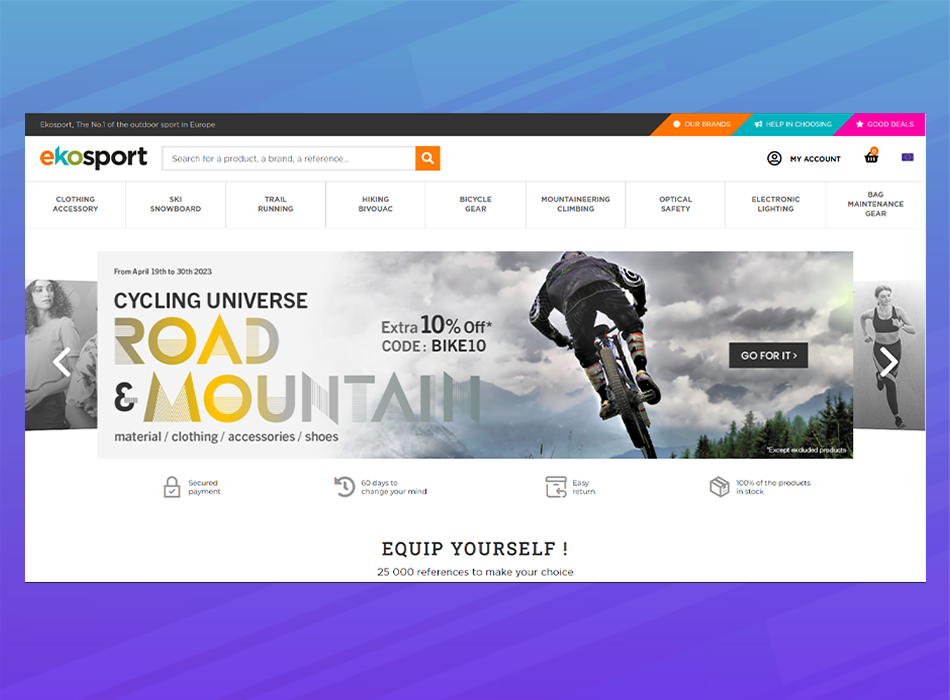 Ekosport, The No.1 of the outdoor sport in Europe
OUR BRANDS
HELP IN CHOOSING
GOOD DEALS
ekosport
Search for a product, a brand, a reference...
MY ACCOUNT
0
CLOTHING
ACCESSORY
SKI
SNOWBOARD
TRAIL
RUNNING
HIKING
BIVOUAC
BICYCLE
GEAR
MOUNTAINEERING
CLIMBING
OPTICAL
SAFETY
ELECTRONIC
LIGHTING
BAG
MAINTENANCE
GEAR
From April 19th to 30th 2023
CYCLING UNIVERSE
ROAD
& MOUNTAIN
material / clothing / accessories / shoes
Extra 10% Off*
CODE : BIKE10
GO FOR IT >
*Except excluded products
Secured
payment
60 days to
change your mind
Easy
return
100% of the products
in stock
EQUIP YOURSELF !
25 000 references to make your choice